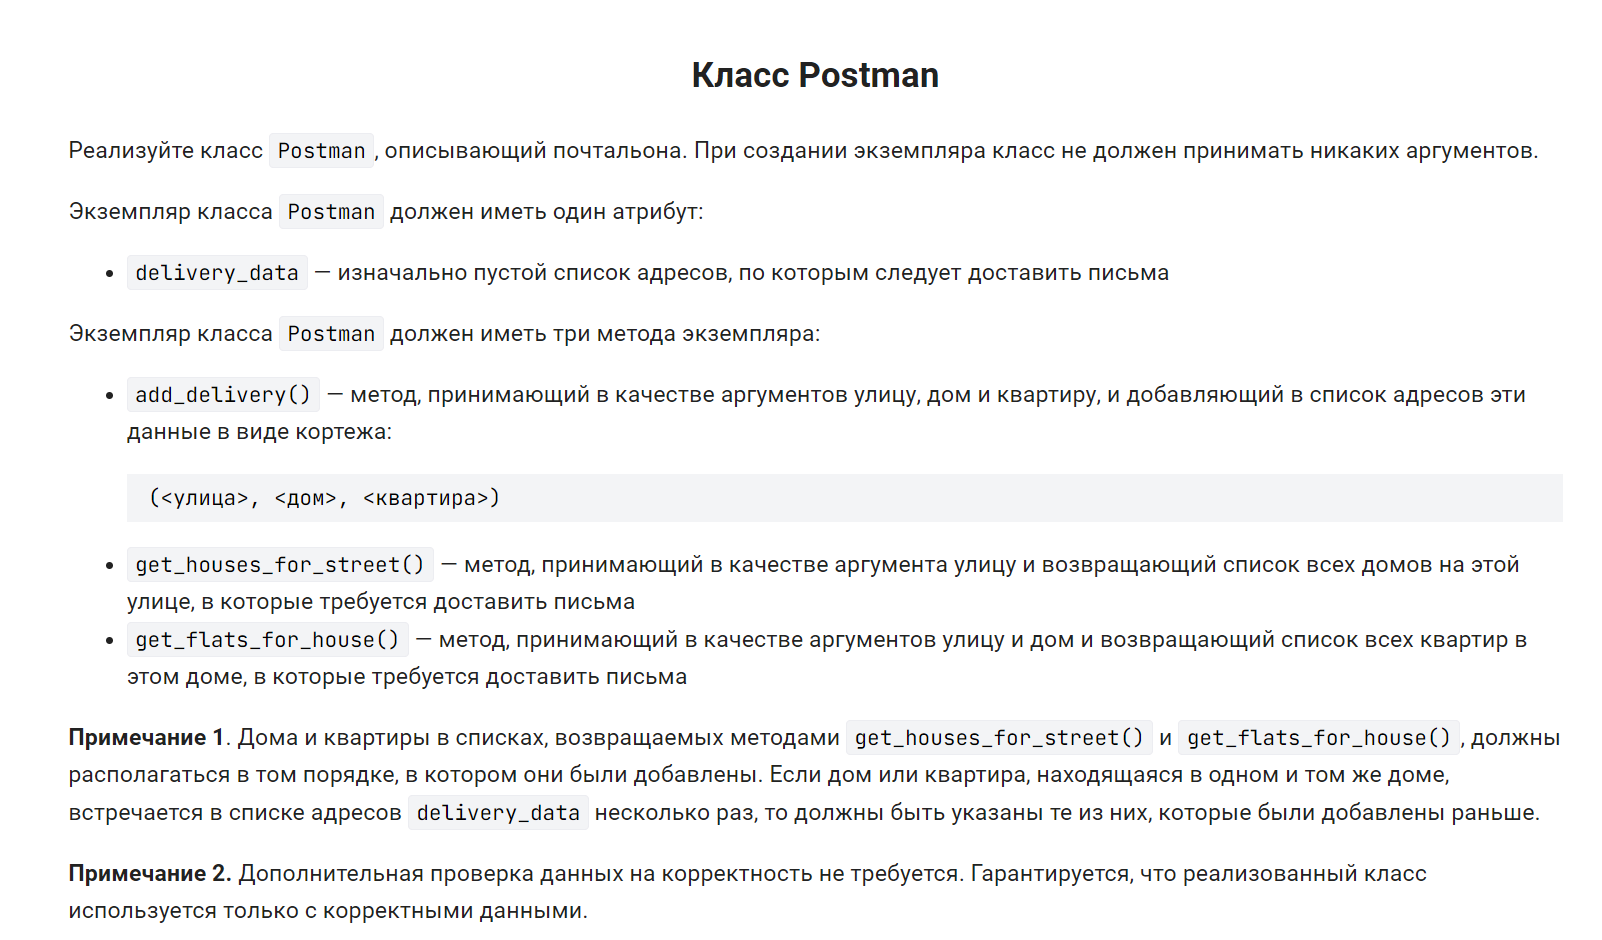 Класс Postman
Реализуйте класс Postman, описывающий почтальона. При создании экземпляра класс не должен принимать никаких аргументов.
Экземпляр класса Postman должен иметь один атрибут:
• delivery_data — изначально пустой список адресов, по которым следует доставить письма
Экземпляр класса Postman должен иметь три метода экземпляра:
• add_delivery() — метод, принимающий в качестве аргументов улицу, дом и квартиру, и добавляющий в список адресов эти
данные в виде кортежа:
(<улица>, <дом>, <квартира>)
• get_houses_for_street() — метод, принимающий в качестве аргумента улицу и возвращающий список всех домов на этой
улице, в которые требуется доставить письма
• get_flats_for_house() — метод, принимающий в качестве аргументов улицу и дом и возвращающий список всех квартир в
этом доме, в которые требуется доставить письма
Примечание 1. Дома и квартиры в списках, возвращаемых методами get_houses_for_street() и get_flats_for_house(), должны
располагаться в том порядке, в котором они были добавлены. Если дом или квартира, находящаяся в одном и том же доме,
встречается в списке адресов delivery_data несколько раз, то должны быть указаны те из них, которые были добавлены раньше.
Примечание 2. Дополнительная проверка данных на корректность не требуется. Гарантируется, что реализованный класс
используется только с корректными данными.